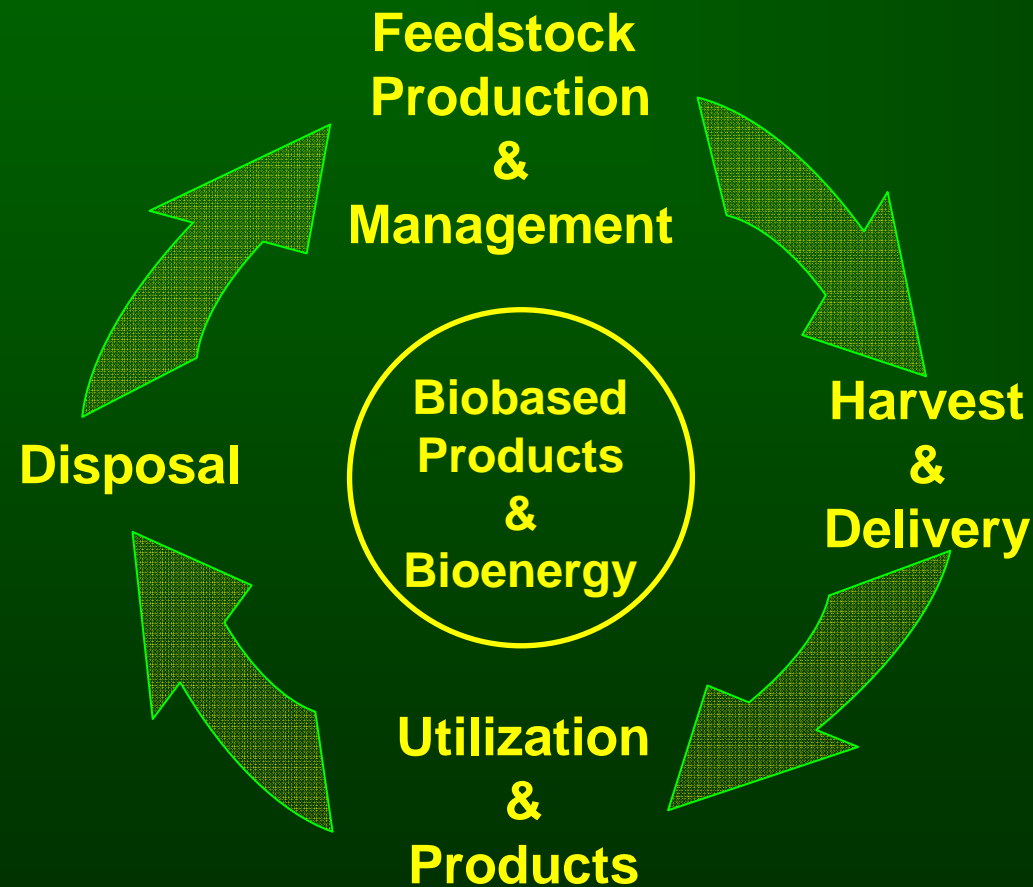 Feedstock
Production
&
Management
Harvest
&
Delivery
Utilization
&
Products
Disposal
Biobased
Products
&
Bioenergy